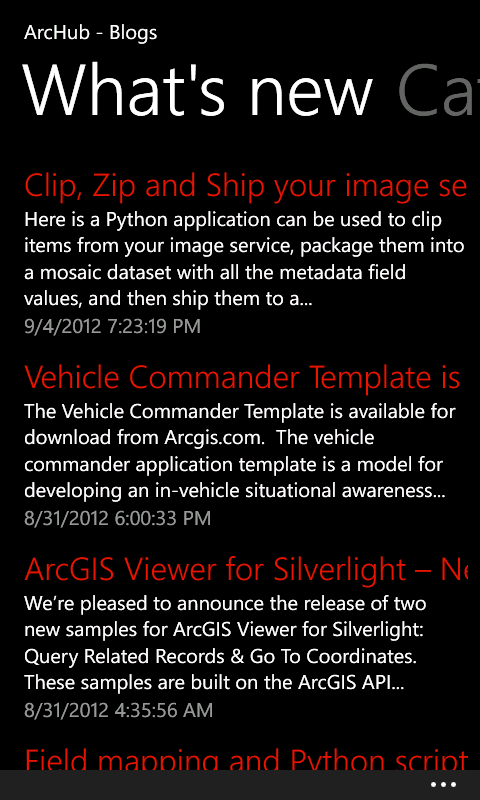 ArcHub - Blogs
What's new Cat
Clip, Zip and Ship your image se
Here is a Python application can be used to clip
items from your image service, package them into
a mosaic dataset with all the metadata field
values, and then ship them to a...
9/4/2012 7:23:19 PM
Vehicle Commander Template is
The Vehicle Commander Template is available for
download from Arcgis.com.  The vehicle
commander application template is a model for
developing an in-vehicle situational awareness...
8/31/2012 6:00:33 PM
ArcGIS Viewer for Silverlight – Ne
We’re pleased to announce the release of two
new samples for ArcGIS Viewer for Silverlight:
Query Related Records & Go To Coordinates.
These samples are built on the ArcGIS API...
8/31/2012 4:35:56 AM
Field mapping and Python script